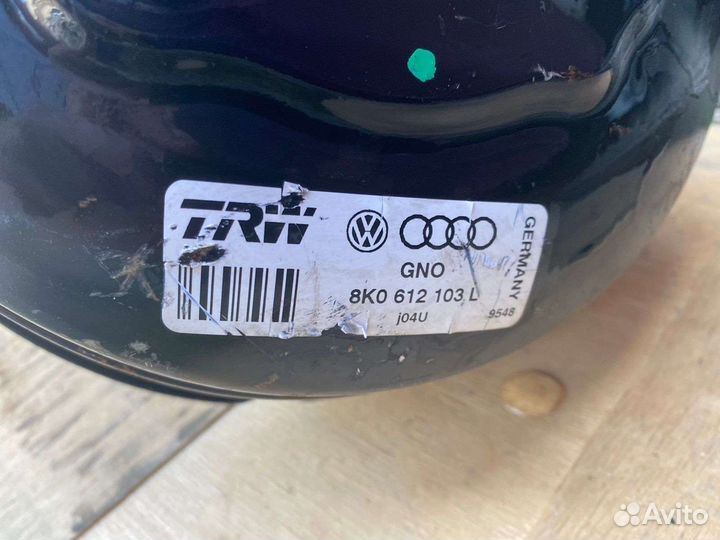 TRW
GNO
8K0 612 103 L
j04U
9548
GERMANY
Avito